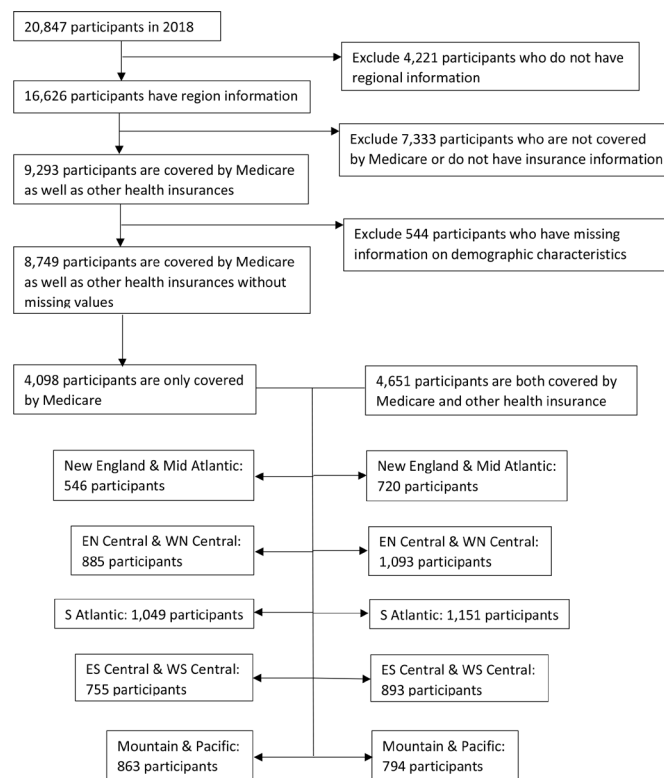 20,847 participants in 2018
Exclude 4,221 participants who do not have
regional information
16,626 participants have region information
Exclude 7,333 participants who are not covered
by Medicare or do not have insurance information
9,293 participants are covered by Medicare
as well as other health insurances
Exclude 544 participants who have missing
information on demographic characteristics
8,749 participants are covered by Medicare
as well as other health insurances without
missing values
4,098 participants are only covered
by Medicare
4,651 participants are both covered by
Medicare and other health insurance
New England & Mid Atlantic:
546 participants
New England & Mid Atlantic:
720 participants
EN Central & WN Central:
885 participants
EN Central & WN Central:
1,093 participants
S Atlantic: 1,049 participants
S Atlantic: 1,151 participants
ES Central & WS Central:
755 participants
ES Central & WS Central:
893 participants
Mountain & Pacific:
863 participants
Mountain & Pacific:
794 participants